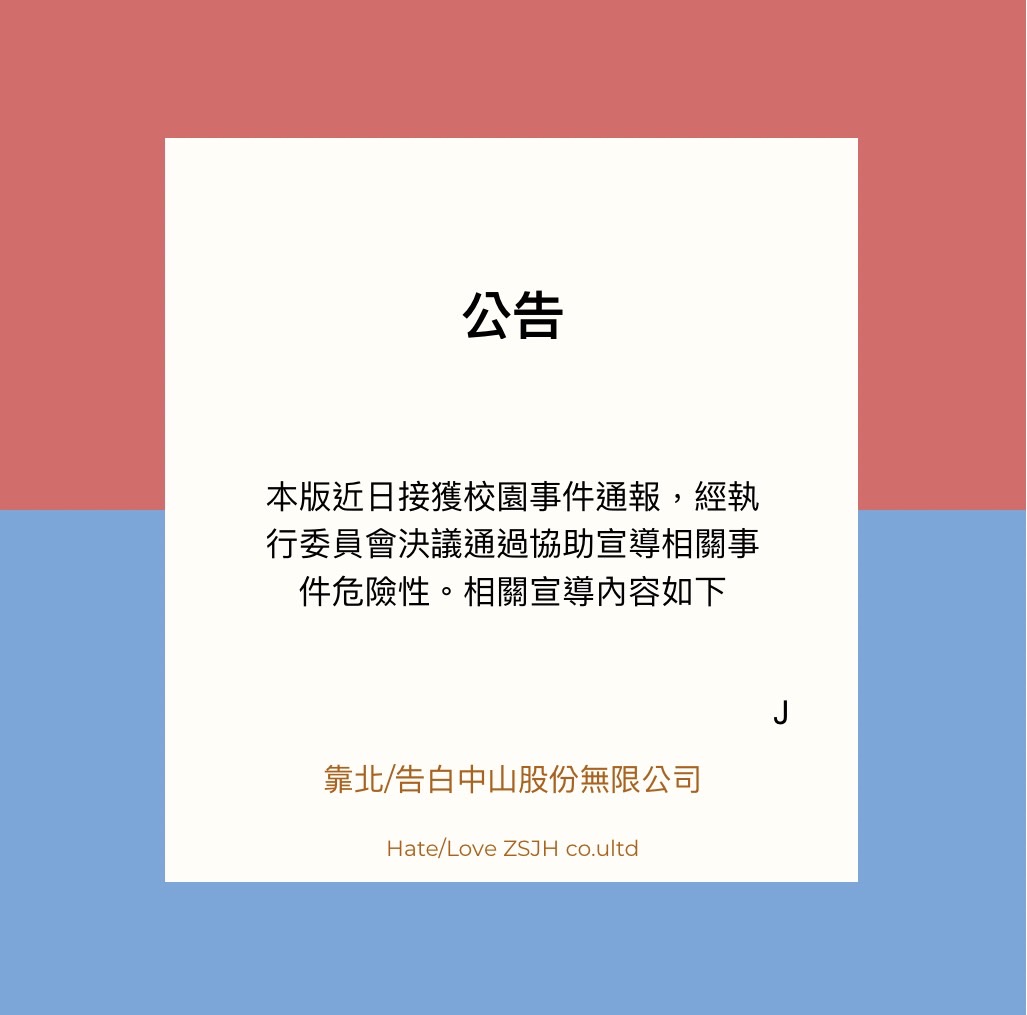 公告
本版近日接獲校園事件通報，經執
行委員會決議通過協助宣導相關事
件危險性。相關宣導內容如下
J
靠北/告白中山股份無限公司
Hate/Love ZSJH co.ultd